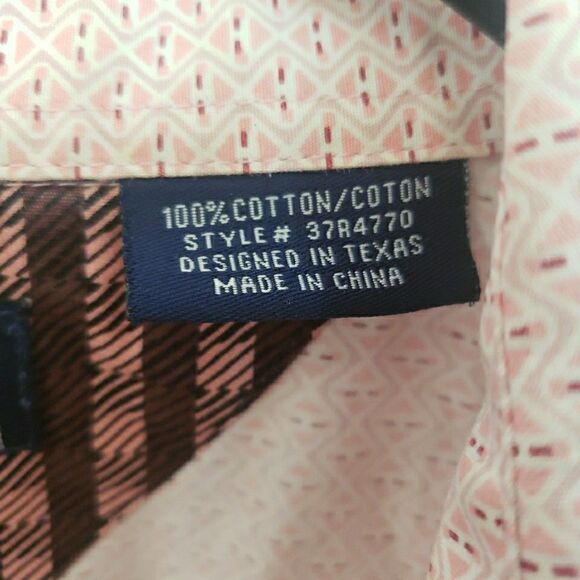 100% COTTON/COTON
STYLE# 37R4770
DESIGNED IN TEXAS
MADE IN CHINA